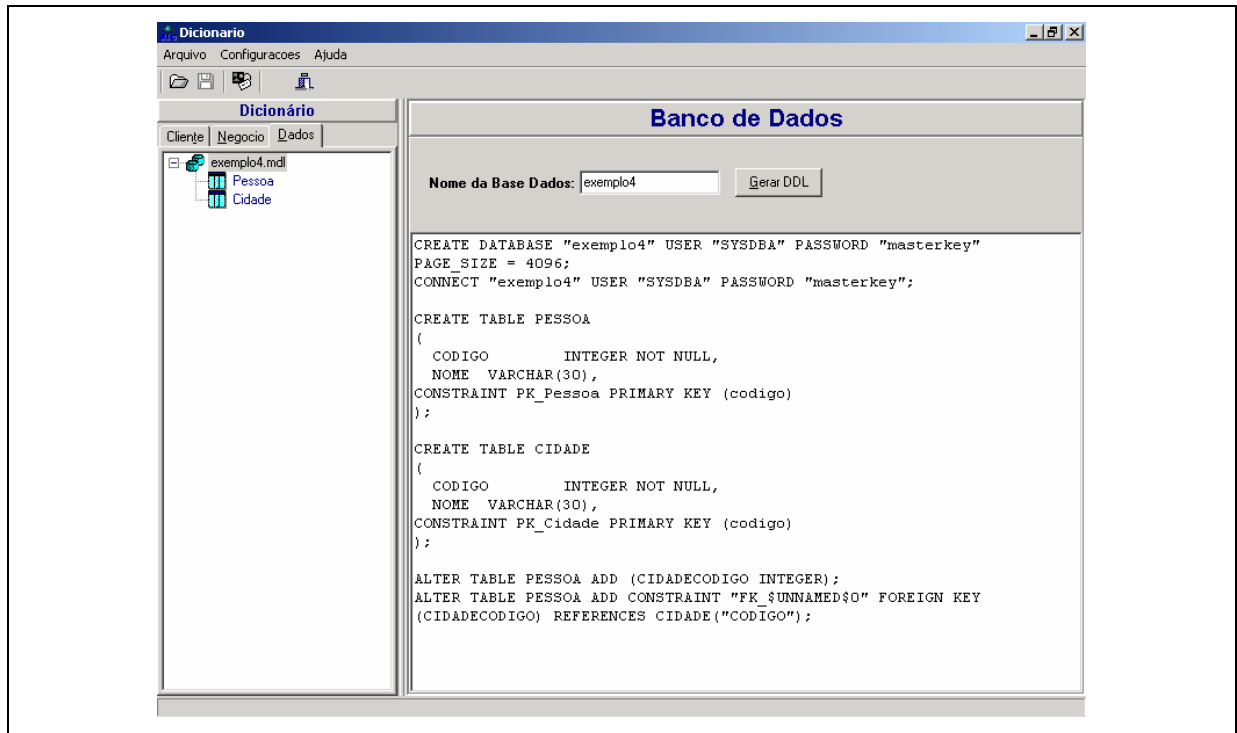 Dicionario
Arquivo Configuracoes Ajuda
Dicionário
Cliente Negocio Dados
exemplo4.mdl
Pessoa
Cidade
Banco de Dados
Nome da Base Dados: exemplo4 Gerar DDL
CREATE DATABASE "exemplo4" USER "SYSDBA" PASSWORD "masterkey"
PAGE_SIZE = 4096;
CONNECT "exemplo4" USER "SYSDBA" PASSWORD "masterkey";
CREATE TABLE PESSOA
(
CODIGO INTEGER NOT NULL,
NOME VARCHAR(30),
CONSTRAINT PK_Pessoa PRIMARY KEY (codigo)
);
CREATE TABLE CIDADE
(
CODIGO INTEGER NOT NULL,
NOME VARCHAR(30),
CONSTRAINT PK_Cidade PRIMARY KEY (codigo)
);
ALTER TABLE PESSOA ADD (CIDADECODIGO INTEGER);
ALTER TABLE PESSOA ADD CONSTRAINT "FK_$UNNAMED$0" FOREIGN KEY
(CIDADECODIGO) REFERENCES CIDADE("CODIGO");